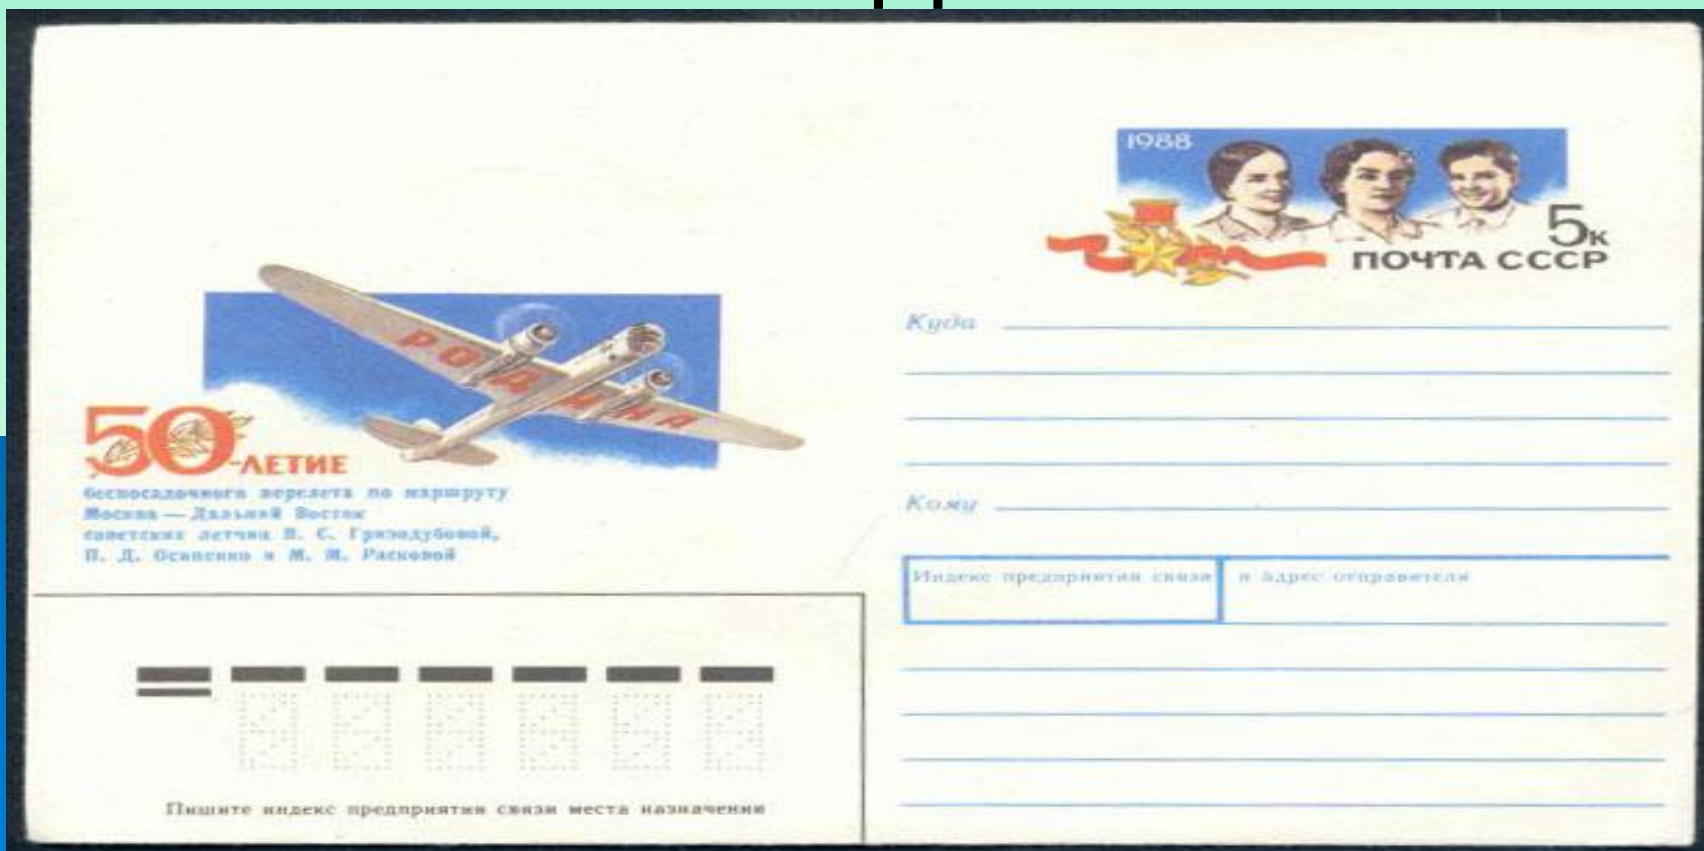 1988
5к
ПОЧТА СССР
РОДИНА
50-ЛЕТИЕ
беспосадочного перелета по маршруту
Москва — Дальний Восток
советских летчиц В. С. Гризодубовой,
П. Д. Осипенко и М. М. Расковой
Куда
Кому
Индекс предприятия связи и адрес отправителя
Пишите индекс предприятия связи места назначения